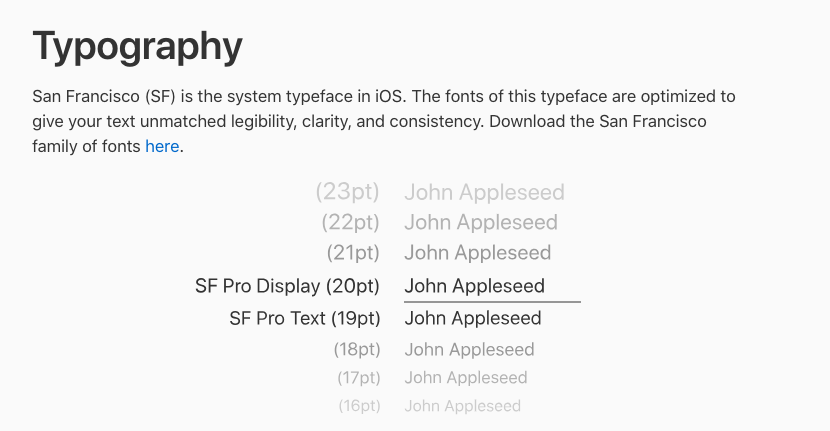 Typography
San Francisco (SF) is the system typeface in iOS. The fonts of this typeface are optimized to
give your text unmatched legibility, clarity, and consistency. Download the San Francisco
family of fonts here.
(23pt) John Appleseed
(22pt) John Appleseed
(21pt) John Appleseed
SF Pro Display (20pt) John Appleseed
SF Pro Text (19pt) John Appleseed
(18pt) John Appleseed
(17pt) John Appleseed
(16pt) John Appleseed